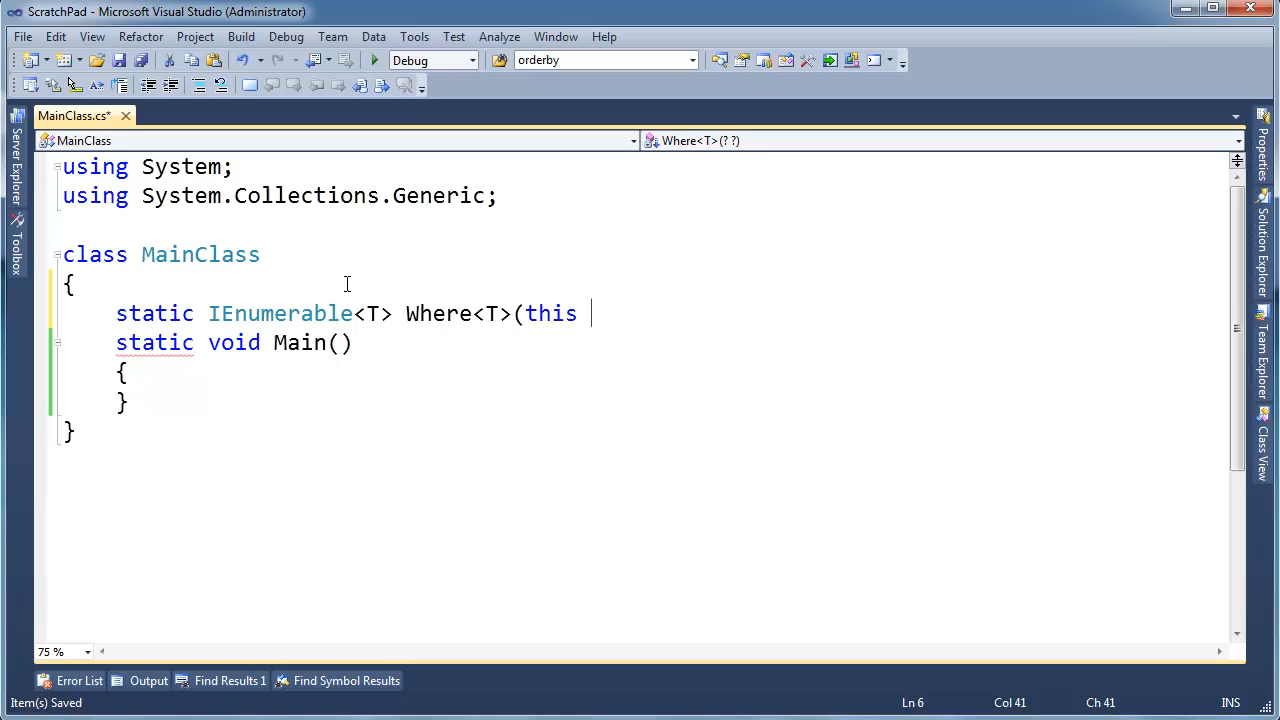 ScratchPad - Microsoft Visual Studio (Administrator)
File Edit View Refactor Project Build Debug Team Data Tools Test Analyze Window Help
Debug orderby
MainClass.cs*
MainClass Where<T>(? ?)
using System;
using System.Collections.Generic;
class MainClass
{
static IEnumerable<T> Where<T>(this
static void Main()
{
}
}
Server Explorer
Toolbox
Properties
Solution Explorer
Team Explorer
Class View
75 %
Error List Output Find Results 1 Find Symbol Results
Item(s) Saved Ln 6 Col 41 Ch 41 INS